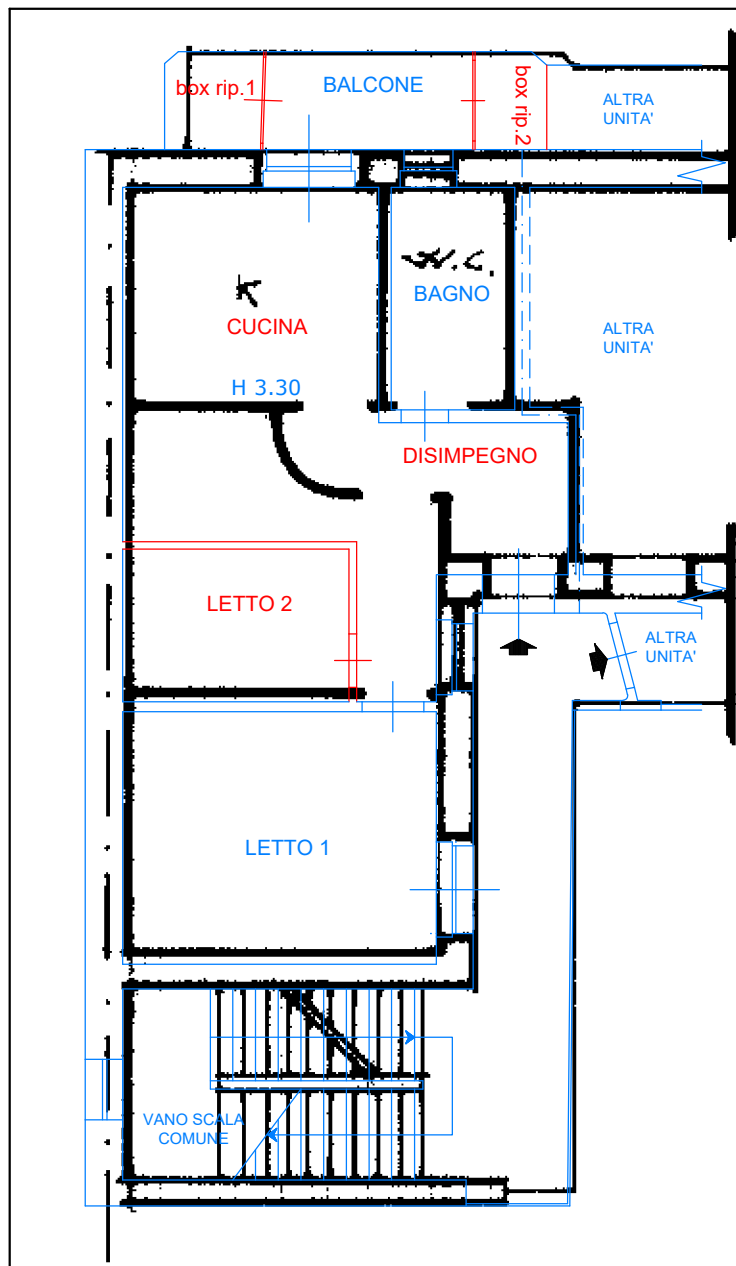 box rip.1
BALCONE
box rip.2
ALTRA
UNITA'
K
W.C.
CUCINA
BAGNO
ALTRA
UNITA'
H 3.30
DISIMPEGNO
LETTO 2
ALTRA
UNITA'
LETTO 1
VANO SCALA
COMUNE